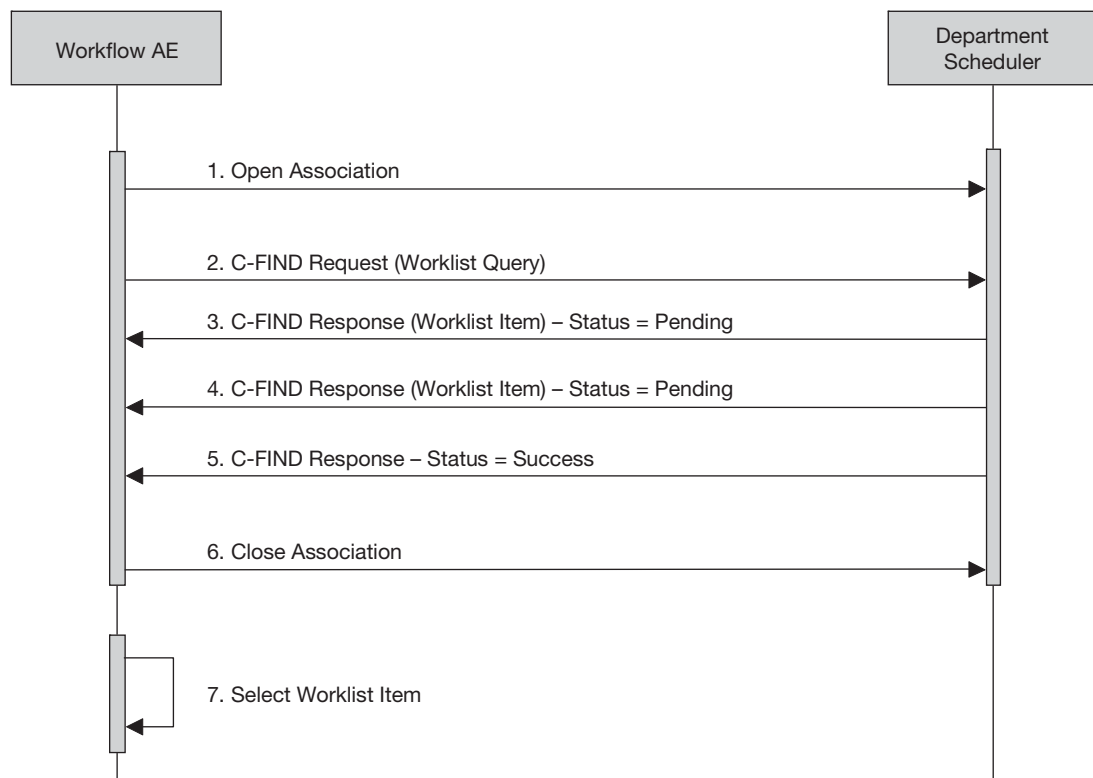 Workflow AE
Department
Scheduler
1. Open Association
2. C-FIND Request (Worklist Query)
3. C-FIND Response (Worklist Item) – Status = Pending
4. C-FIND Response (Worklist Item) – Status = Pending
5. C-FIND Response – Status = Success
6. Close Association
7. Select Worklist Item